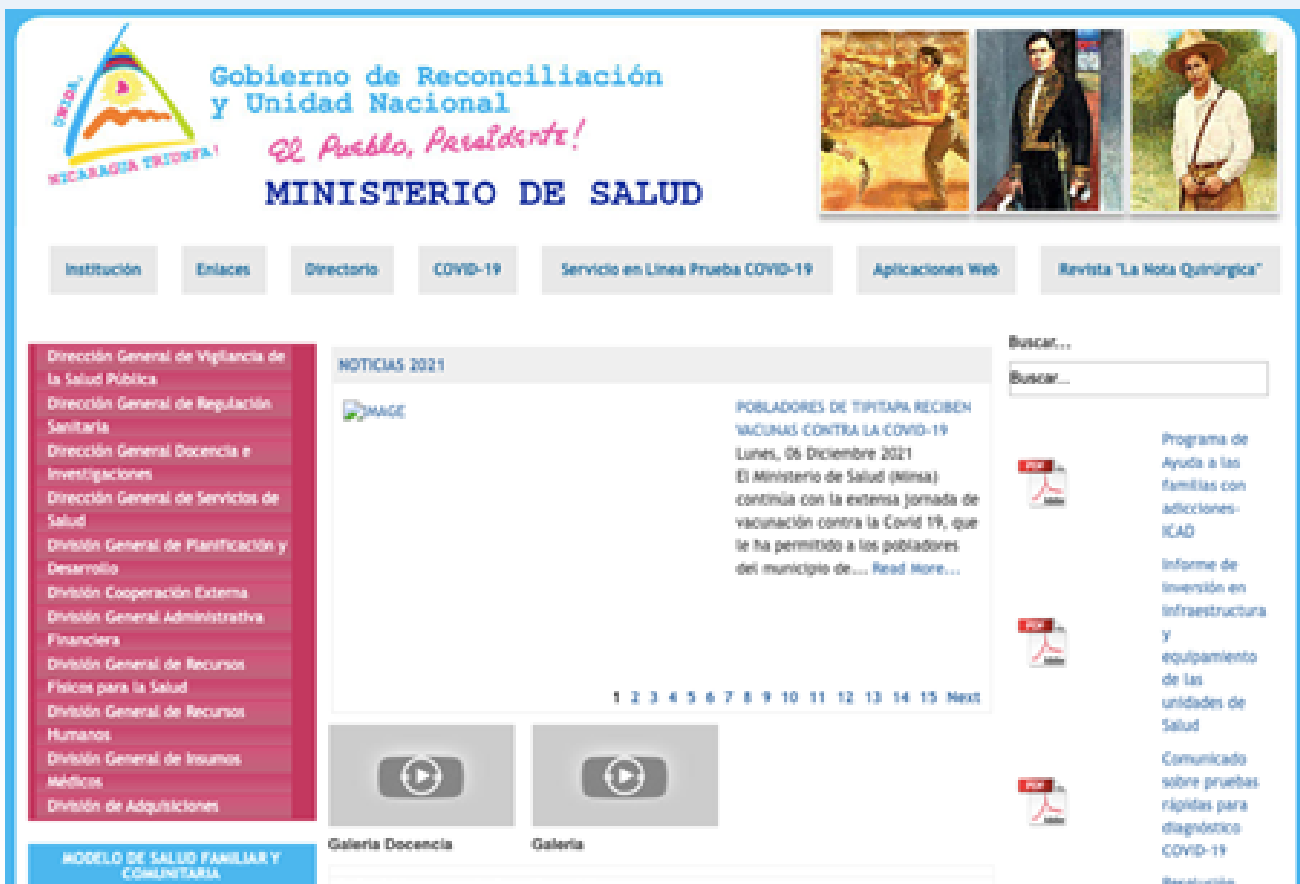 UNIDA,
NICARAGUA TRIUNFA!
Gobierno de Reconciliación
y Unidad Nacional
El Pueblo, Presidente!
MINISTERIO DE SALUD
Institución
Enlaces
Directorio
COVID-19
Servicio en Linea Prueba COVID-19
Aplicaciones Web
Revista "La Nota Quirúrgica"
Dirección General de Vigilancia de
la Salud Pública
Dirección General de Regulación
Sanitaria
Dirección General Docencia e
Investigaciones
Dirección General de Servicios de
Salud
División General de Planificación y
Desarrollo
División Cooperación Externa
División General Administrativa
Financiera
División General de Recursos
Físicos para la Salud
División General de Recursos
Humanos
División General de Insumos
Médicos
División de Adquisiciones
MODELO DE SALUD FAMILIAR Y
COMUNITARIA
NOTICIAS 2021
IMAGE
POBLADORES DE TIPITAPA RECIBEN
VACUNAS CONTRA LA COVID-19
Lunes, 06 Diciembre 2021
El Ministerio de Salud (Minsa)
continúa con la extensa jornada de
vacunación contra la Covid 19, que
le ha permitido a los pobladores
del municipio de... Read More...
1 2 3 4 5 6 7 8 9 10 11 12 13 14 15 Next
Galeria Docencia
Galeria
Buscar...
Buscar...
PDF
Adobe
Programa de
Ayuda a las
familias con
adicciones-
ICAD
PDF
Adobe
Informe de
Inversión en
Infraestructura
y
equipamiento
de las
unidades de
Salud
PDF
Adobe
Comunicado
sobre pruebas
rápidas para
diagnóstico
COVID-19
Resolución